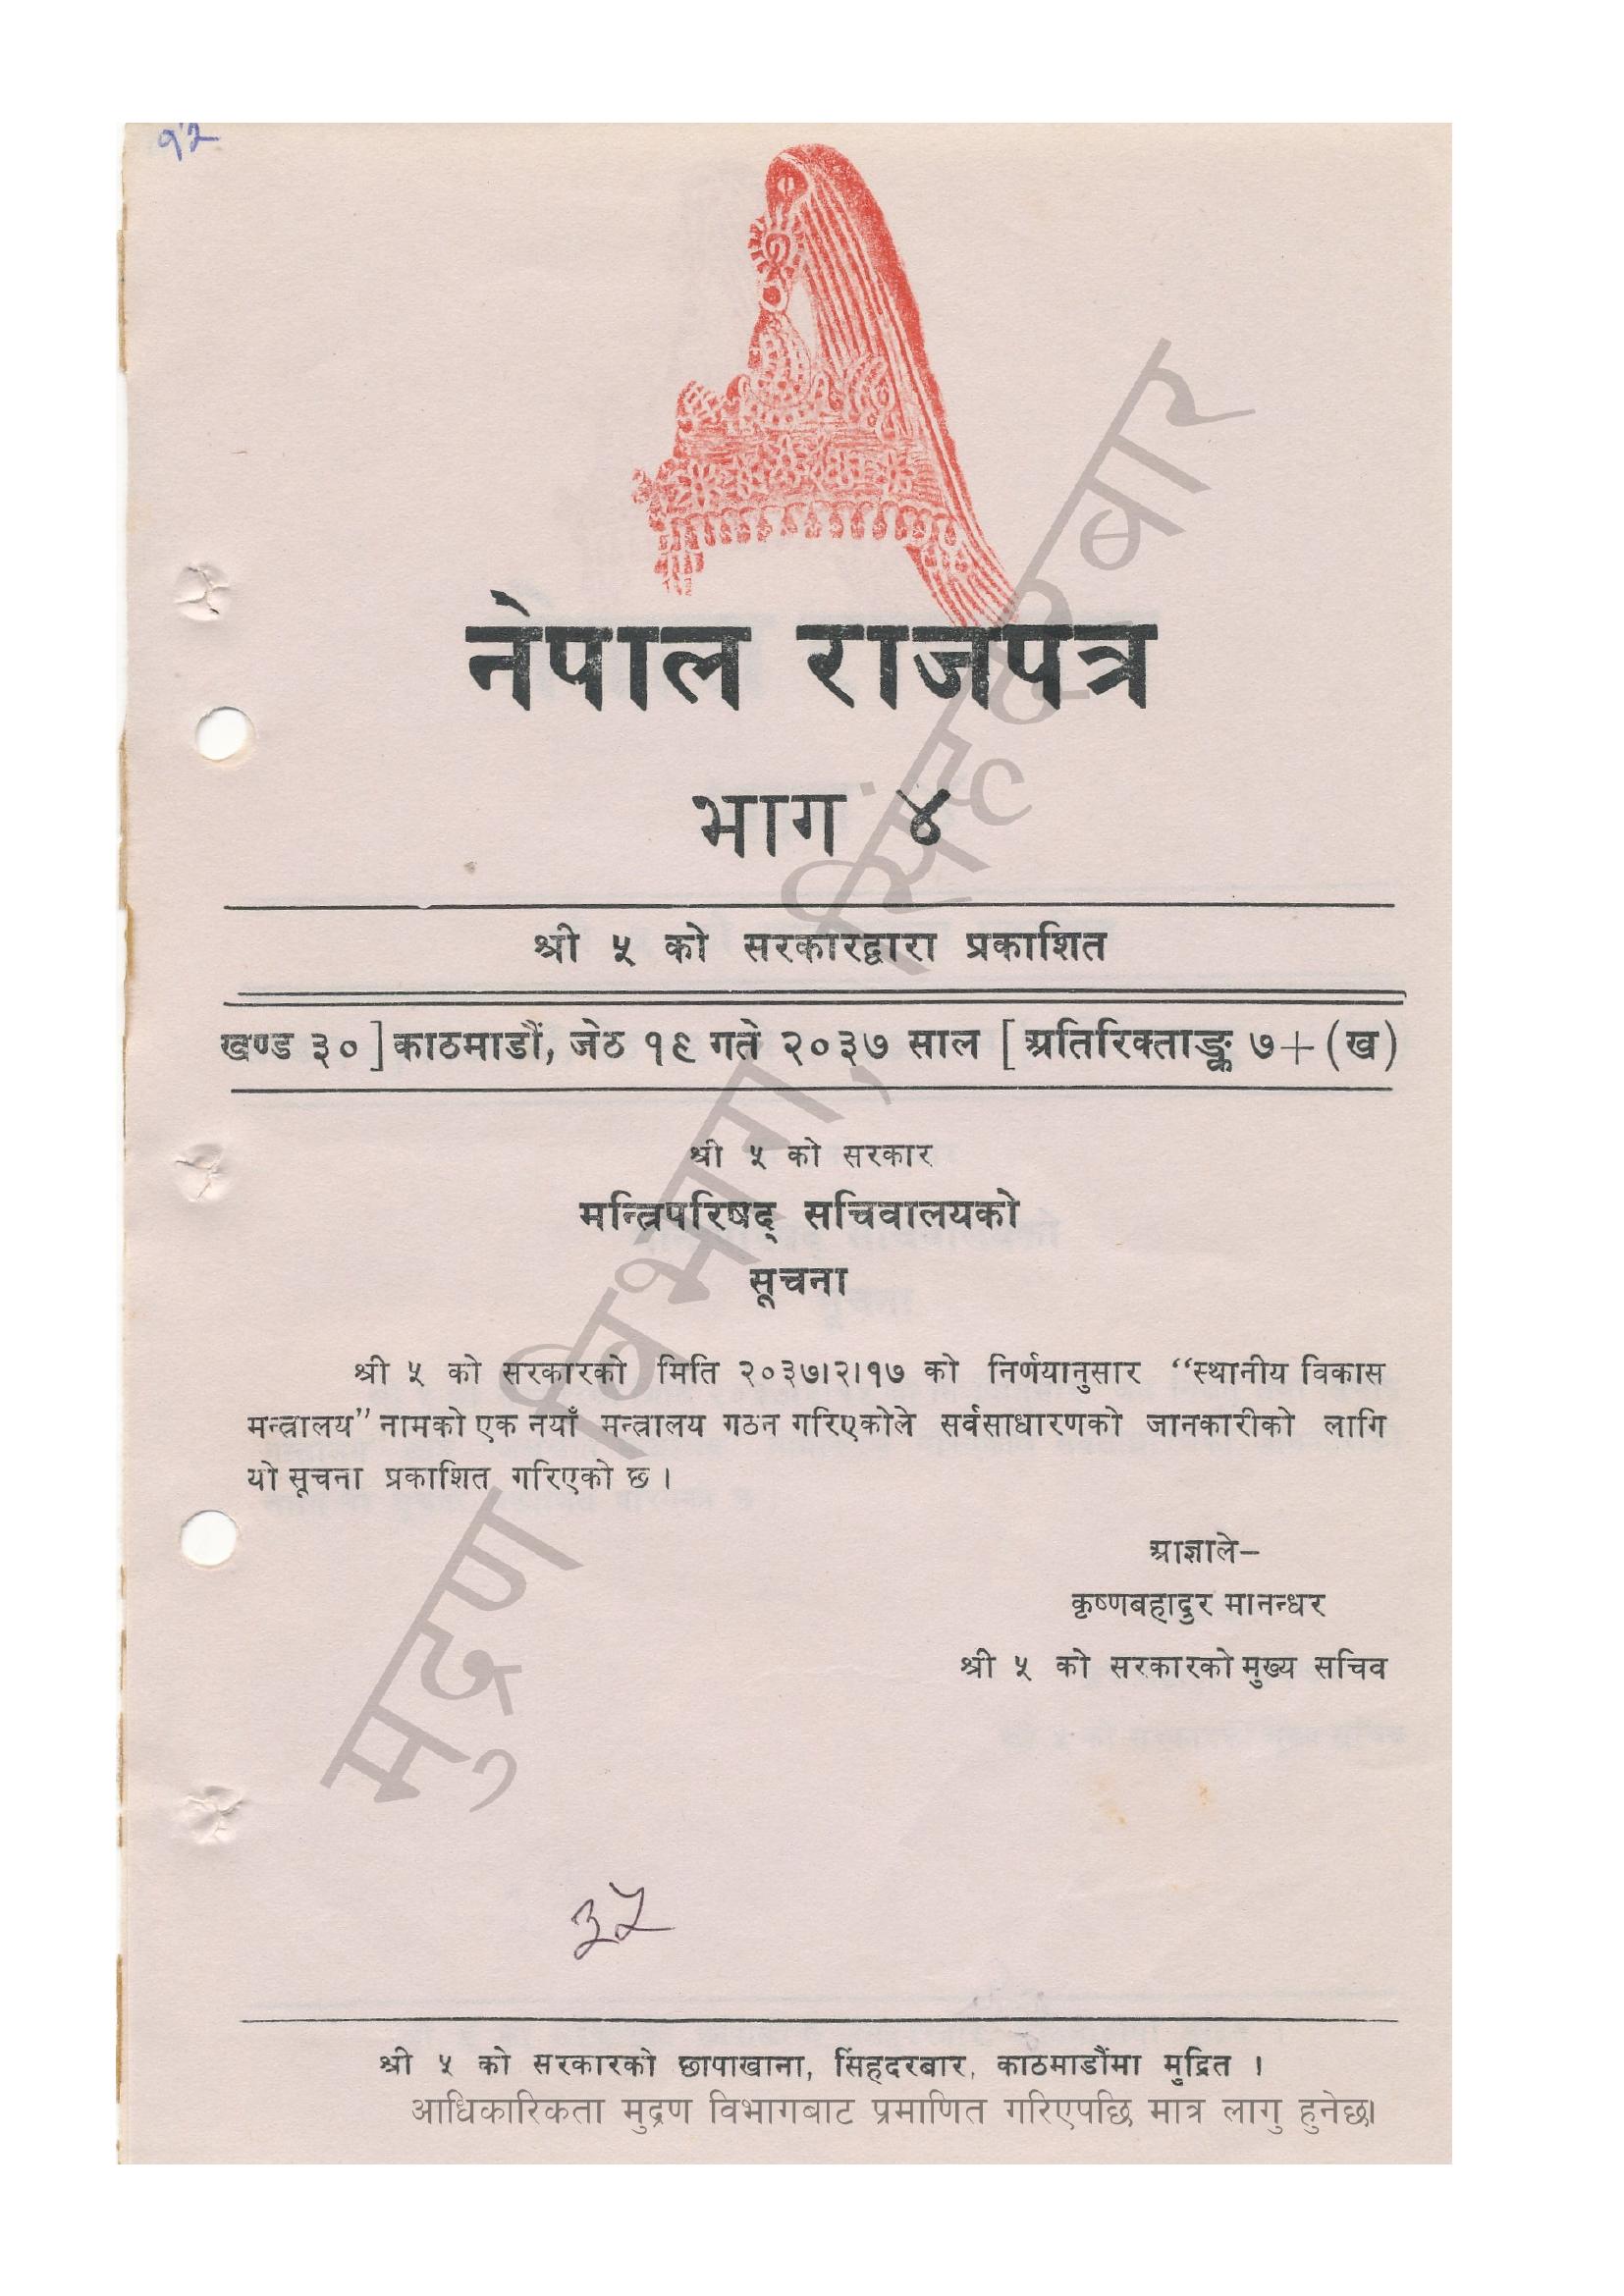 १२
नेपाल राजपत्र
भाग ४
श्री ५ को सरकारद्वारा प्रकाशित
खण्ड ३०] काठमाडौं, जेठ १९ गते २०३७ साल [अतिरिक्ताङ्क ७+(ख)
श्री ५ को सरकार
मन्त्रिपरिषद् सचिवालयको
सूचना
श्री ५ को सरकारको मिति २०३७।२।१७ को निर्णयानुसार “स्थानीय विकास
मन्त्रालय” नामको एक नयाँ मन्त्रालय गठन गरिएकोले सर्वसाधारणको जानकारीको लागि
यो सूचना प्रकाशित गरिएको छ ।
आज्ञाले–
कृष्णबहादुर मानन्धर
श्री ५ को सरकारको मुख्य सचिव
श्री ५ को सरकारको छापाखाना, सिंहदरबार, काठमाडौंमा मुद्रित ।
आधिकारिकता मुद्रण विभागबाट प्रमाणित गरिएपछि मात्र लागु हुनेछ।
मुद्रण विभाग, सिंहदरबार